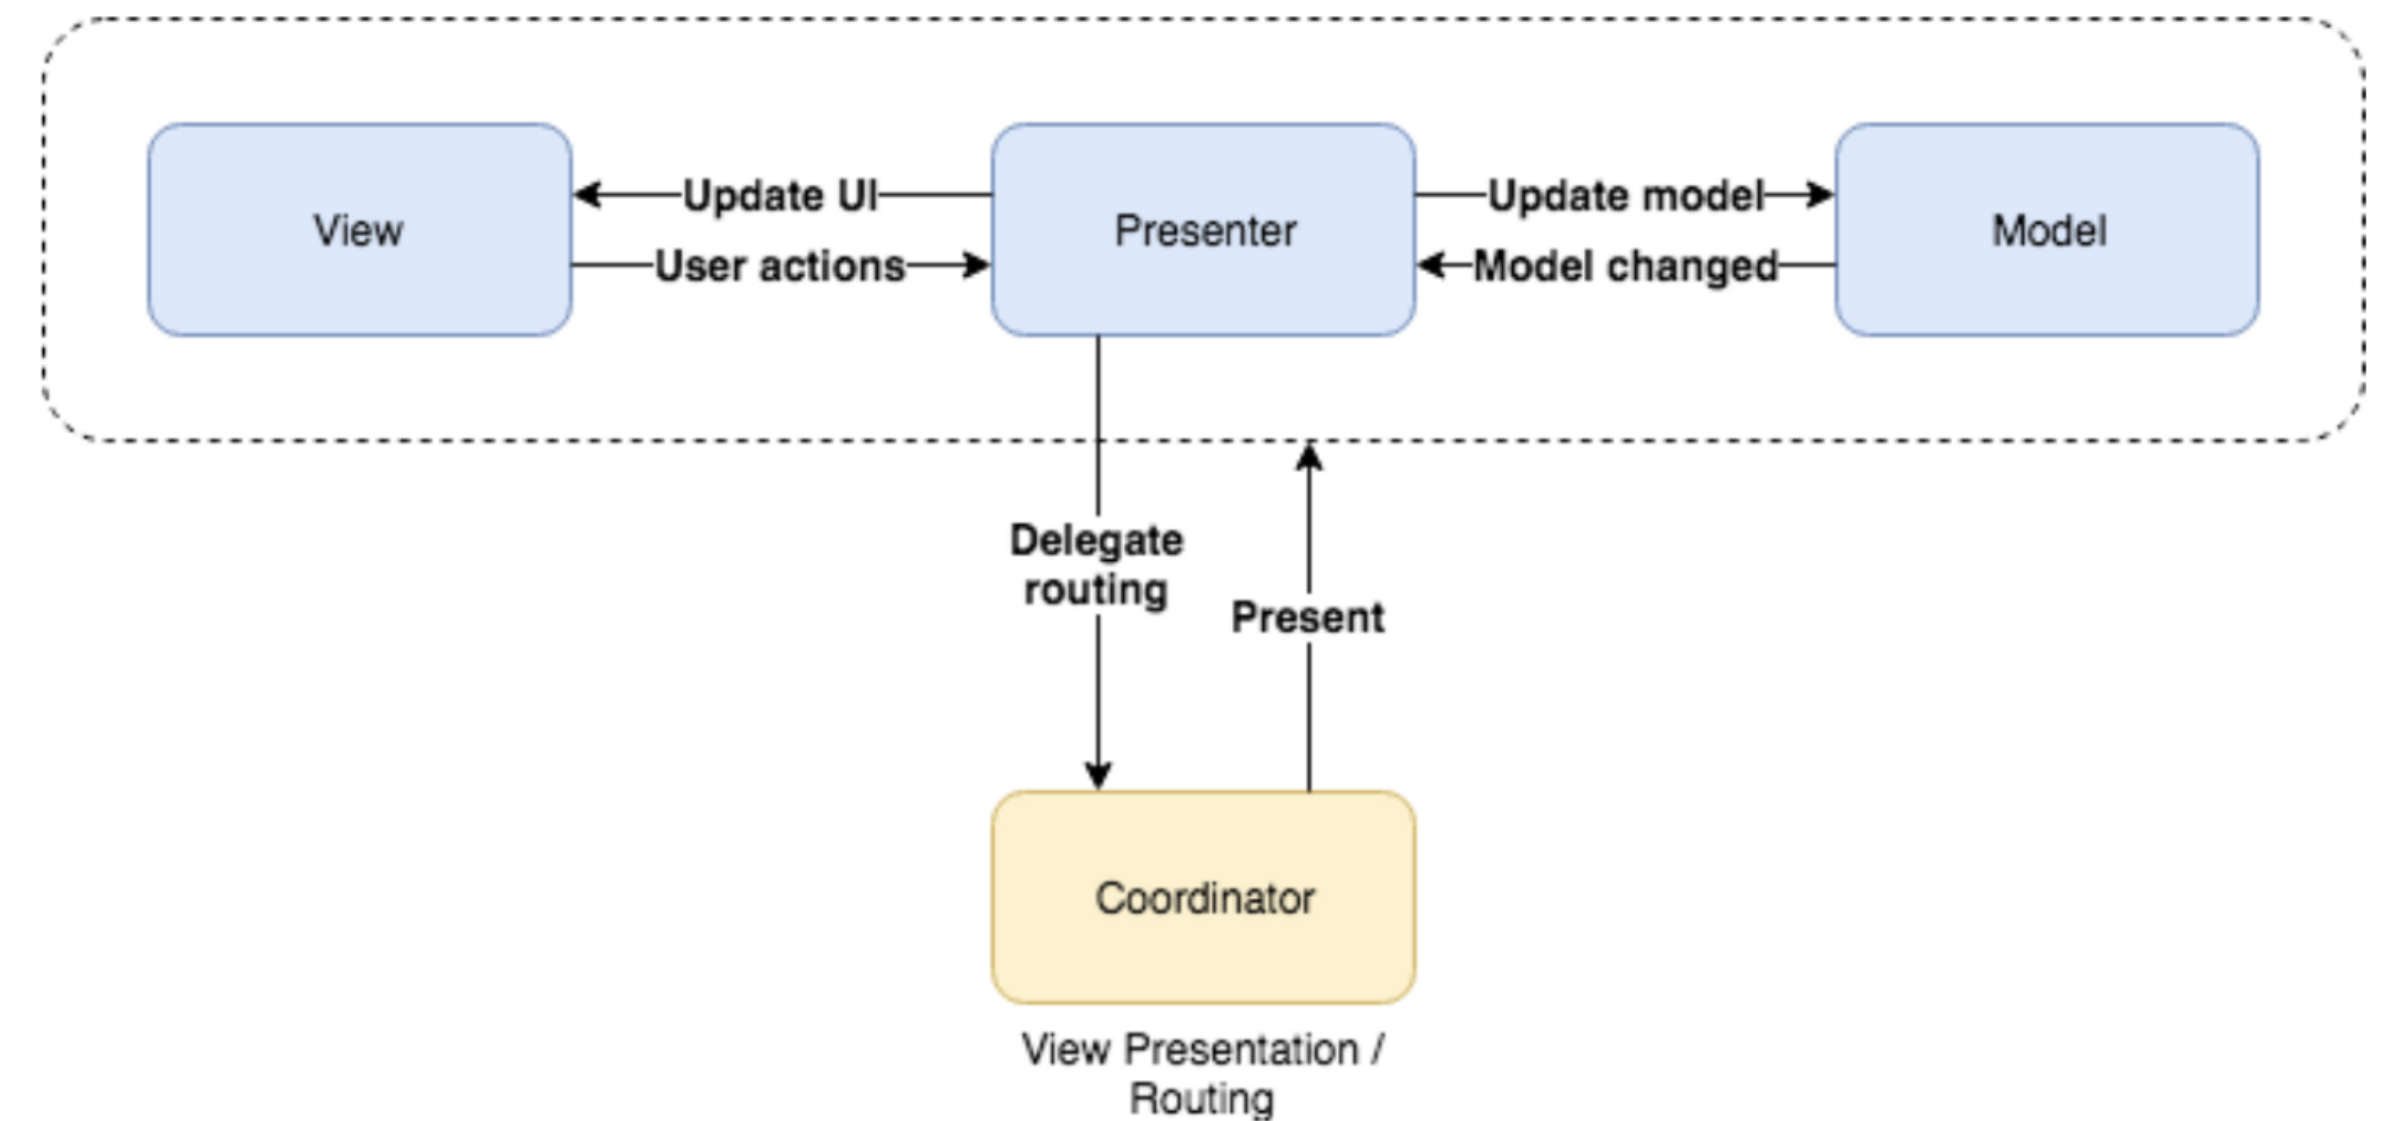 Update UI
Update model
View
Presenter
Model
User actions
Model changed
Delegate
routing
Present
Coordinator
View Presentation /
Routing